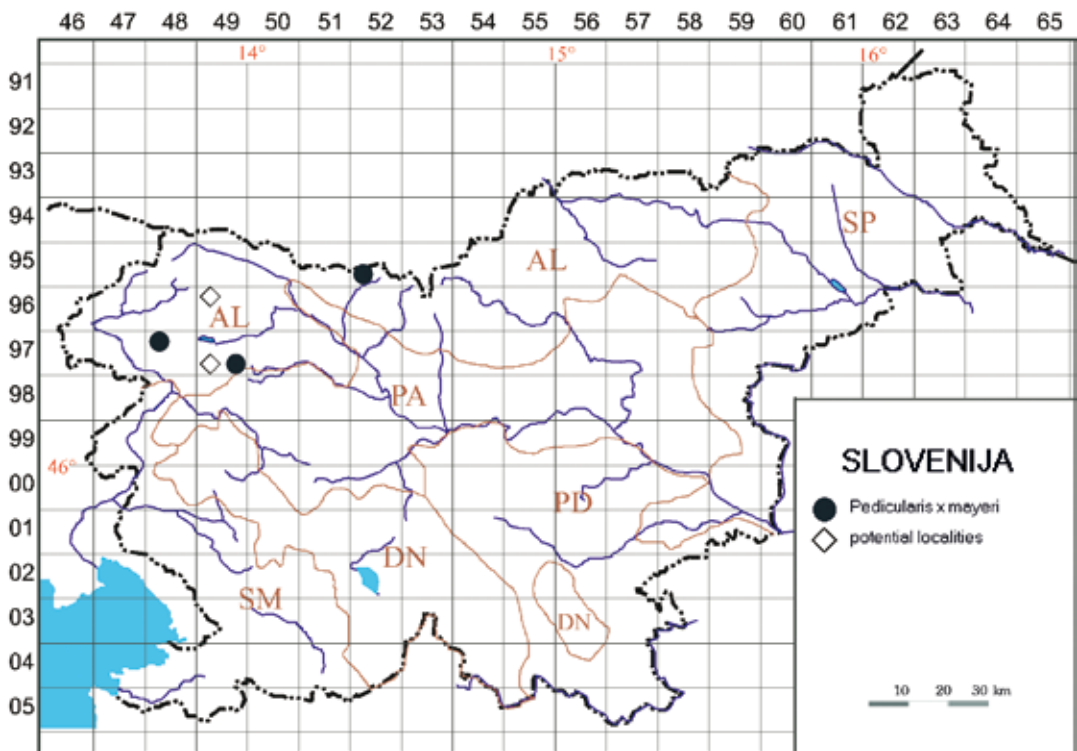 46 47 48 49 50 51 52 53 54 55 56 57 58 59 60 61 62 63 64 65
14° 15° 16°
91
92
93
94
SP
95
AL
96
AL
97
98
PA
99
SLOVENIJA
46°
00
PD
Pedicularis x mayeri
01
potential localities
DN
02
SM
03
DN
04
10 20 30 km
05